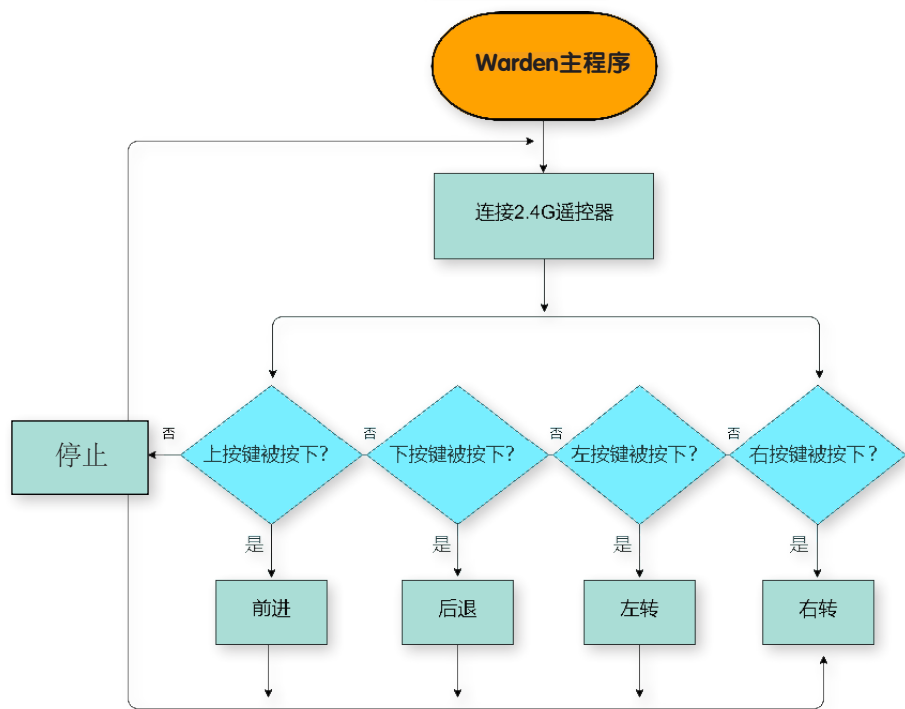 Warden主程序
连接2.4G遥控器
停止
否
上按键被按下?
否
下按键被按下?
否
左按键被按下?
否
右按键被按下?
是
是
是
是
前进
后退
左转
右转